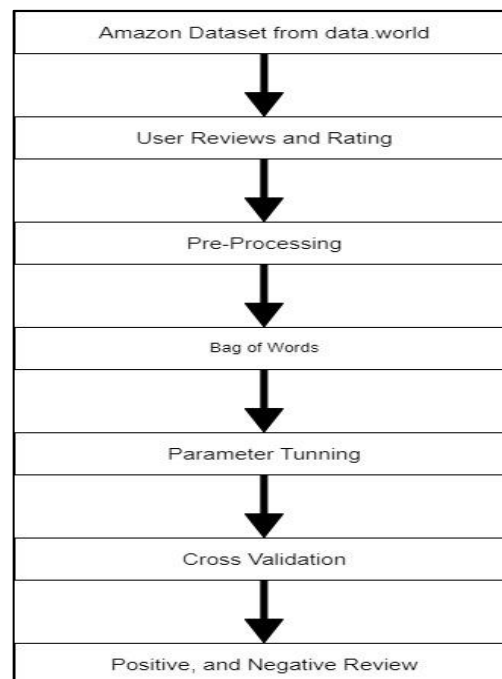 Amazon Dataset from data.world
User Reviews and Rating
Pre-Processing
Bag of Words
Parameter Tunning
Cross Validation
Positive, and Negative Review